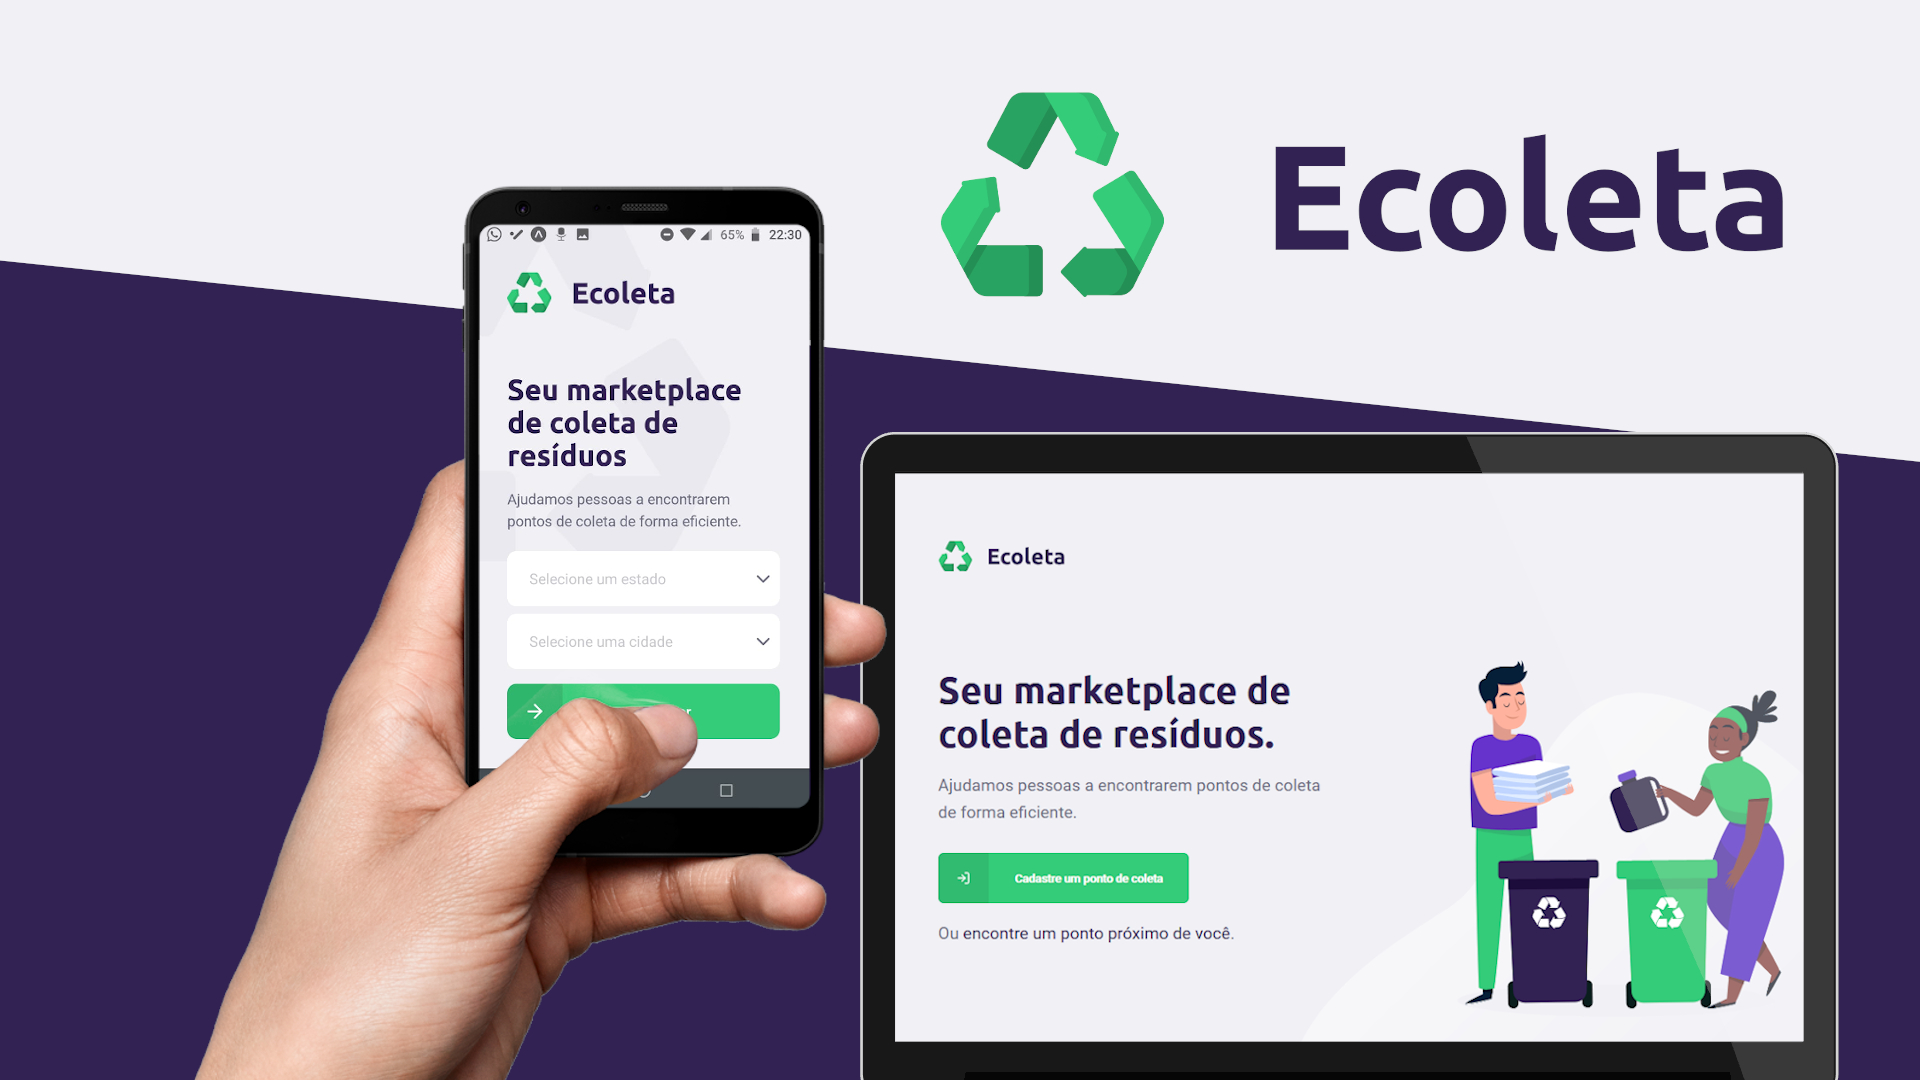 Ecoleta
65% 22:30
Ecoleta
Seu marketplace
de coleta de
resíduos
Ajudamos pessoas a encontrarem
pontos de coleta de forma eficiente.
Selecione um estado
Selecione uma cidade
Ecoleta
Seu marketplace de
coleta de resíduos.
Ajudamos pessoas a encontrarem pontos de coleta
de forma eficiente.
Cadastre um ponto de coleta
Ou encontre um ponto próximo de você.